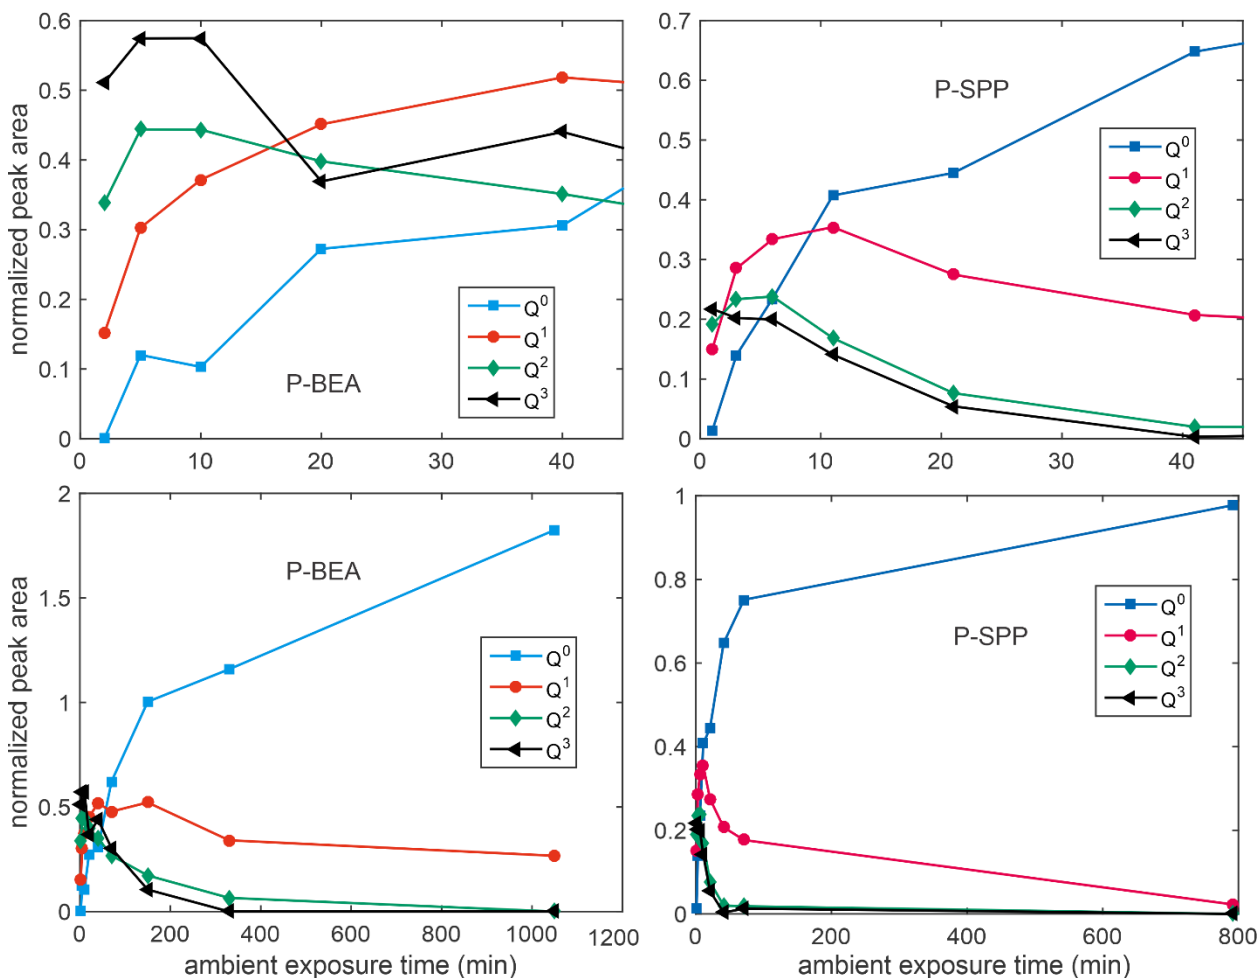 normalized peak area
0.6
0.5
0.4
0.3
0.2
0.1
0
0 10 20 30 40
P-BEA
Q⁰
Q¹
Q²
Q³
0.7
0.6
0.5
0.4
0.3
0.2
0.1
0
0 10 20 30 40
P-SPP
Q⁰
Q¹
Q²
Q³
normalized peak area
2
1.5
1
0.5
0
0 200 400 600 800 1000 1200
P-BEA
Q⁰
Q¹
Q²
Q³
ambient exposure time (min)
1
0.8
0.6
0.4
0.2
0
0 200 400 600 800
P-SPP
Q⁰
Q¹
Q²
Q³
ambient exposure time (min)